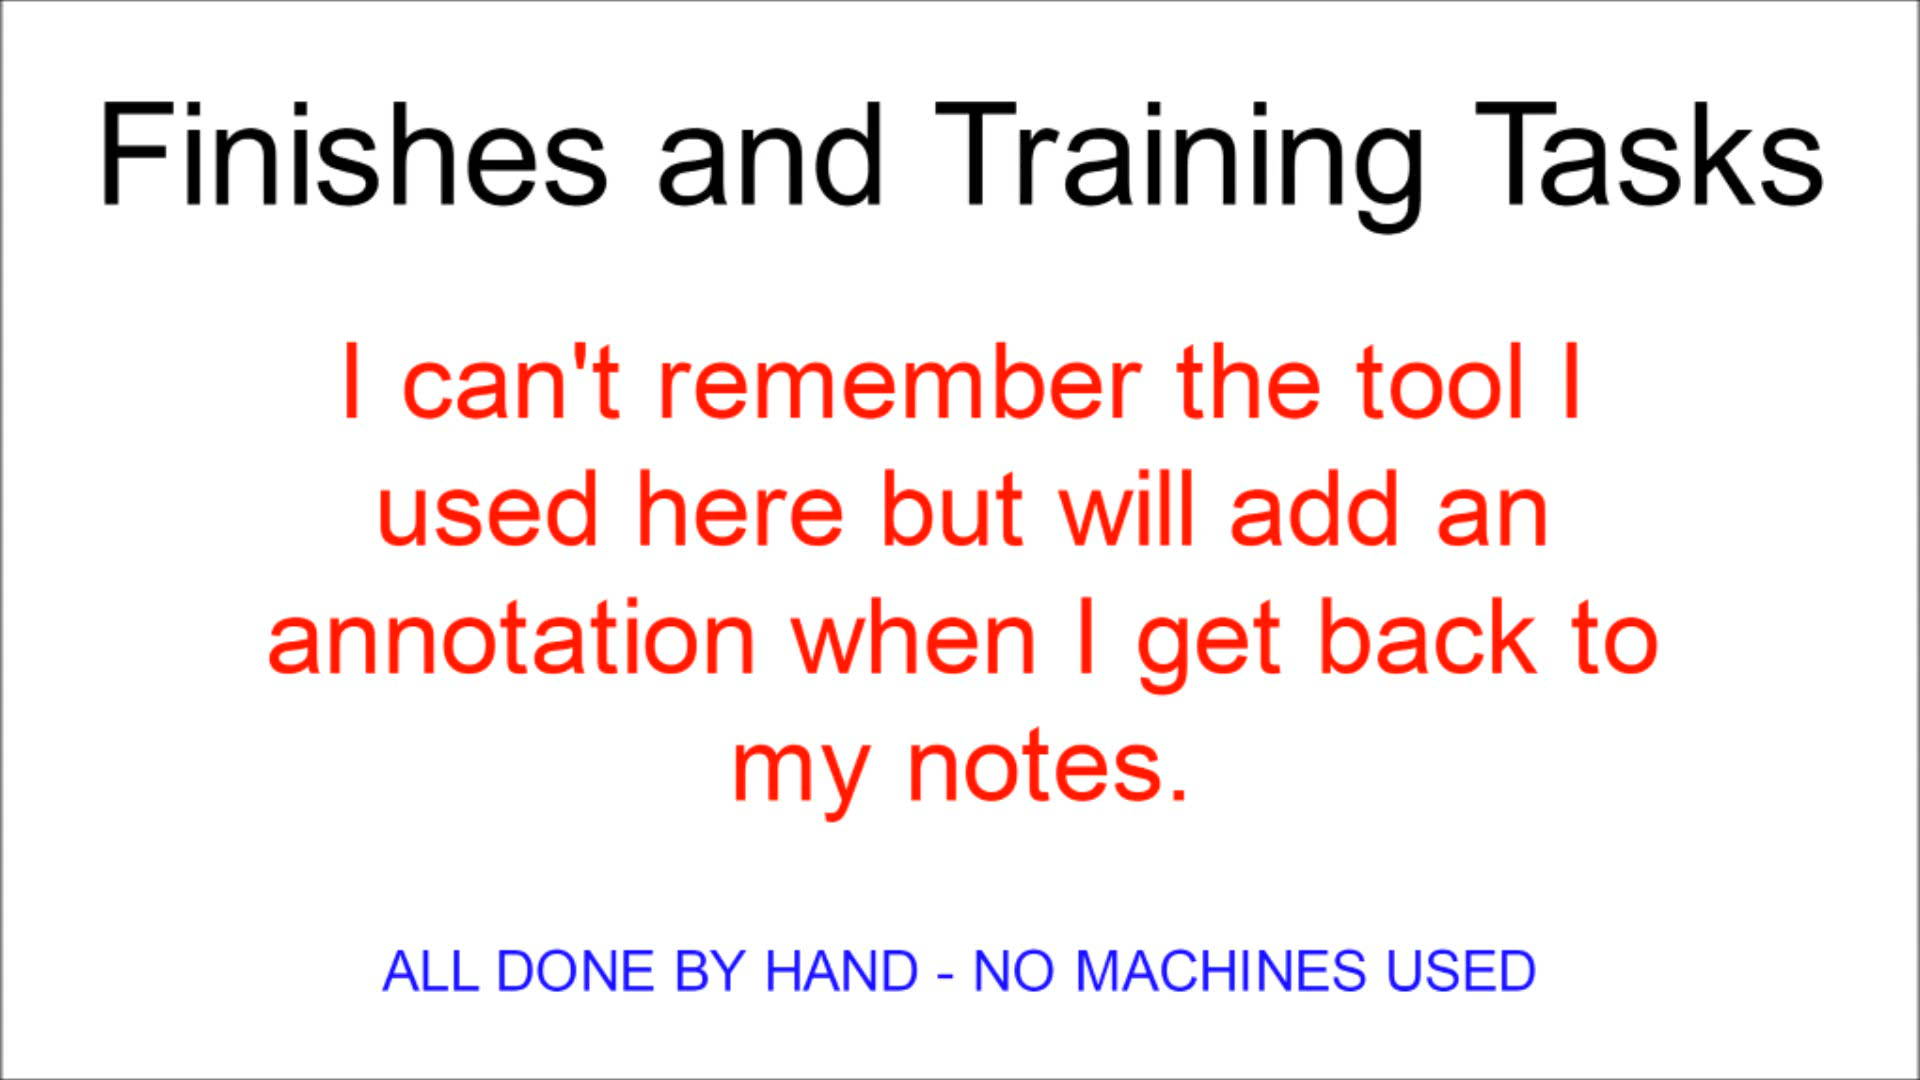 Finishes and Training Tasks
I can't remember the tool I
used here but will add an
annotation when I get back to
my notes.
ALL DONE BY HAND - NO MACHINES USED